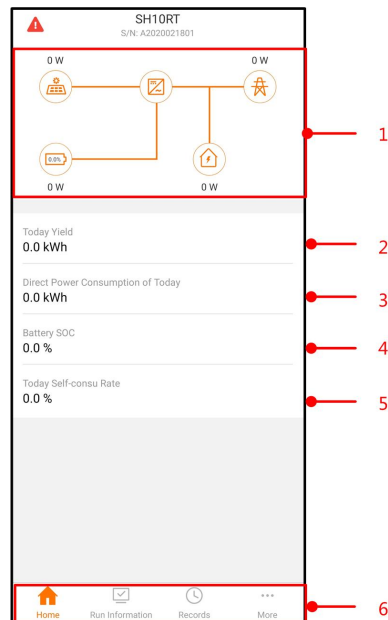 SH10RT
S/N: A2020021801
0 W
0 W
0.0%
0 W
0 W
1
Today Yield
0.0 kWh
2
Direct Power Consumption of Today
0.0 kWh
3
Battery SOC
0.0 %
4
Today Self-consu Rate
0.0 %
5
Home
Run Information
Records
More
6